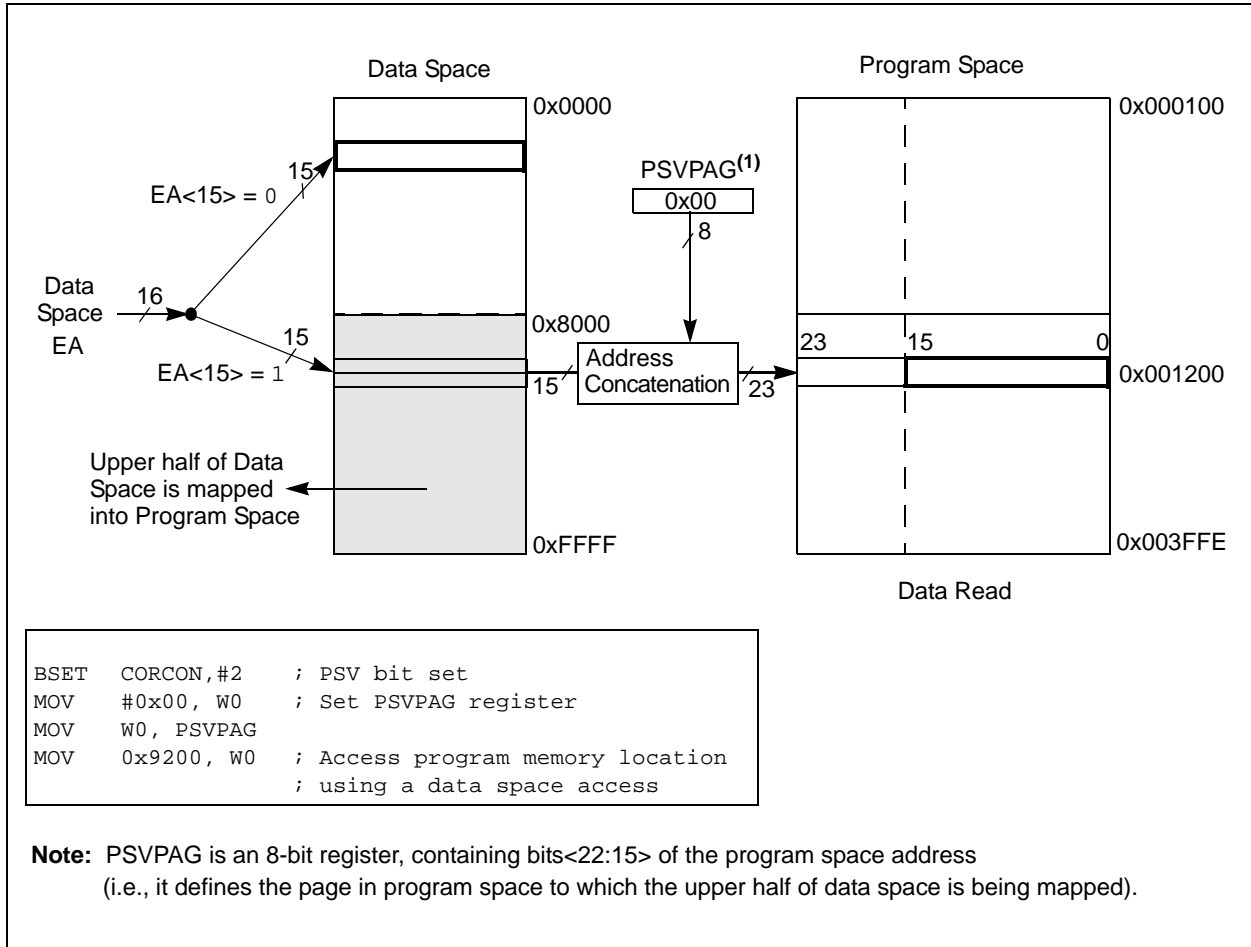 Data Space
Program Space
0x0000
0x000100
PSVPAG(1)
0x00
8
15
EA<15> = 0
Data
Space
EA
16
15
EA<15> = 1
0x8000
15
Address
Concatenation
23
23
15
0
0x001200
Upper half of Data
Space is mapped
into Program Space
0xFFFF
0x003FFE
Data Read
BSET CORCON,#2 ; PSV bit set
MOV #0x00, W0 ; Set PSVPAG register
MOV W0, PSVPAG
MOV 0x9200, W0 ; Access program memory location
; using a data space access
Note: PSVPAG is an 8-bit register, containing bits<22:15> of the program space address
(i.e., it defines the page in program space to which the upper half of data space is being mapped).